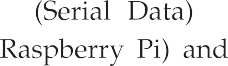 (Serial Data)
Raspberry Pi) and